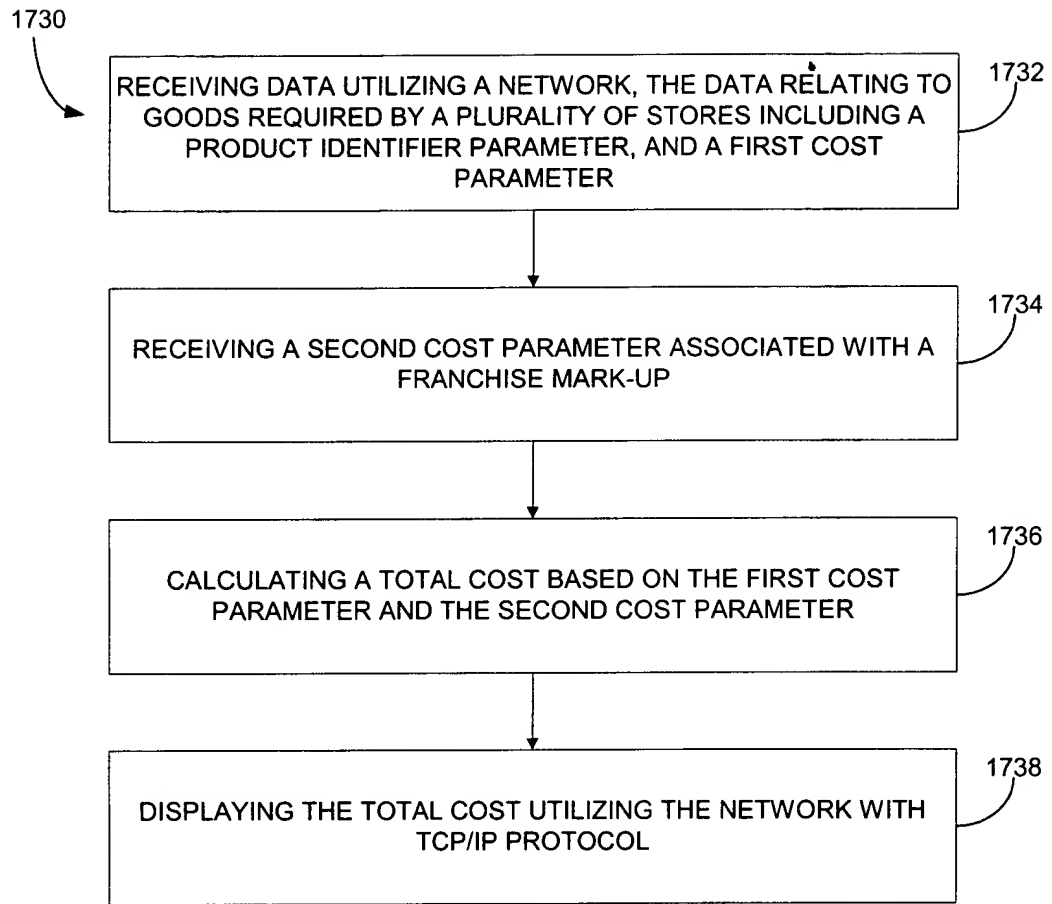 1730
1732
RECEIVING DATA UTILIZING A NETWORK, THE DATA RELATING TO
GOODS REQUIRED BY A PLURALITY OF STORES INCLUDING A
PRODUCT IDENTIFIER PARAMETER, AND A FIRST COST
PARAMETER
1734
RECEIVING A SECOND COST PARAMETER ASSOCIATED WITH A
FRANCHISE MARK-UP
1736
CALCULATING A TOTAL COST BASED ON THE FIRST COST
PARAMETER AND THE SECOND COST PARAMETER
1738
DISPLAYING THE TOTAL COST UTILIZING THE NETWORK WITH
TCP/IP PROTOCOL